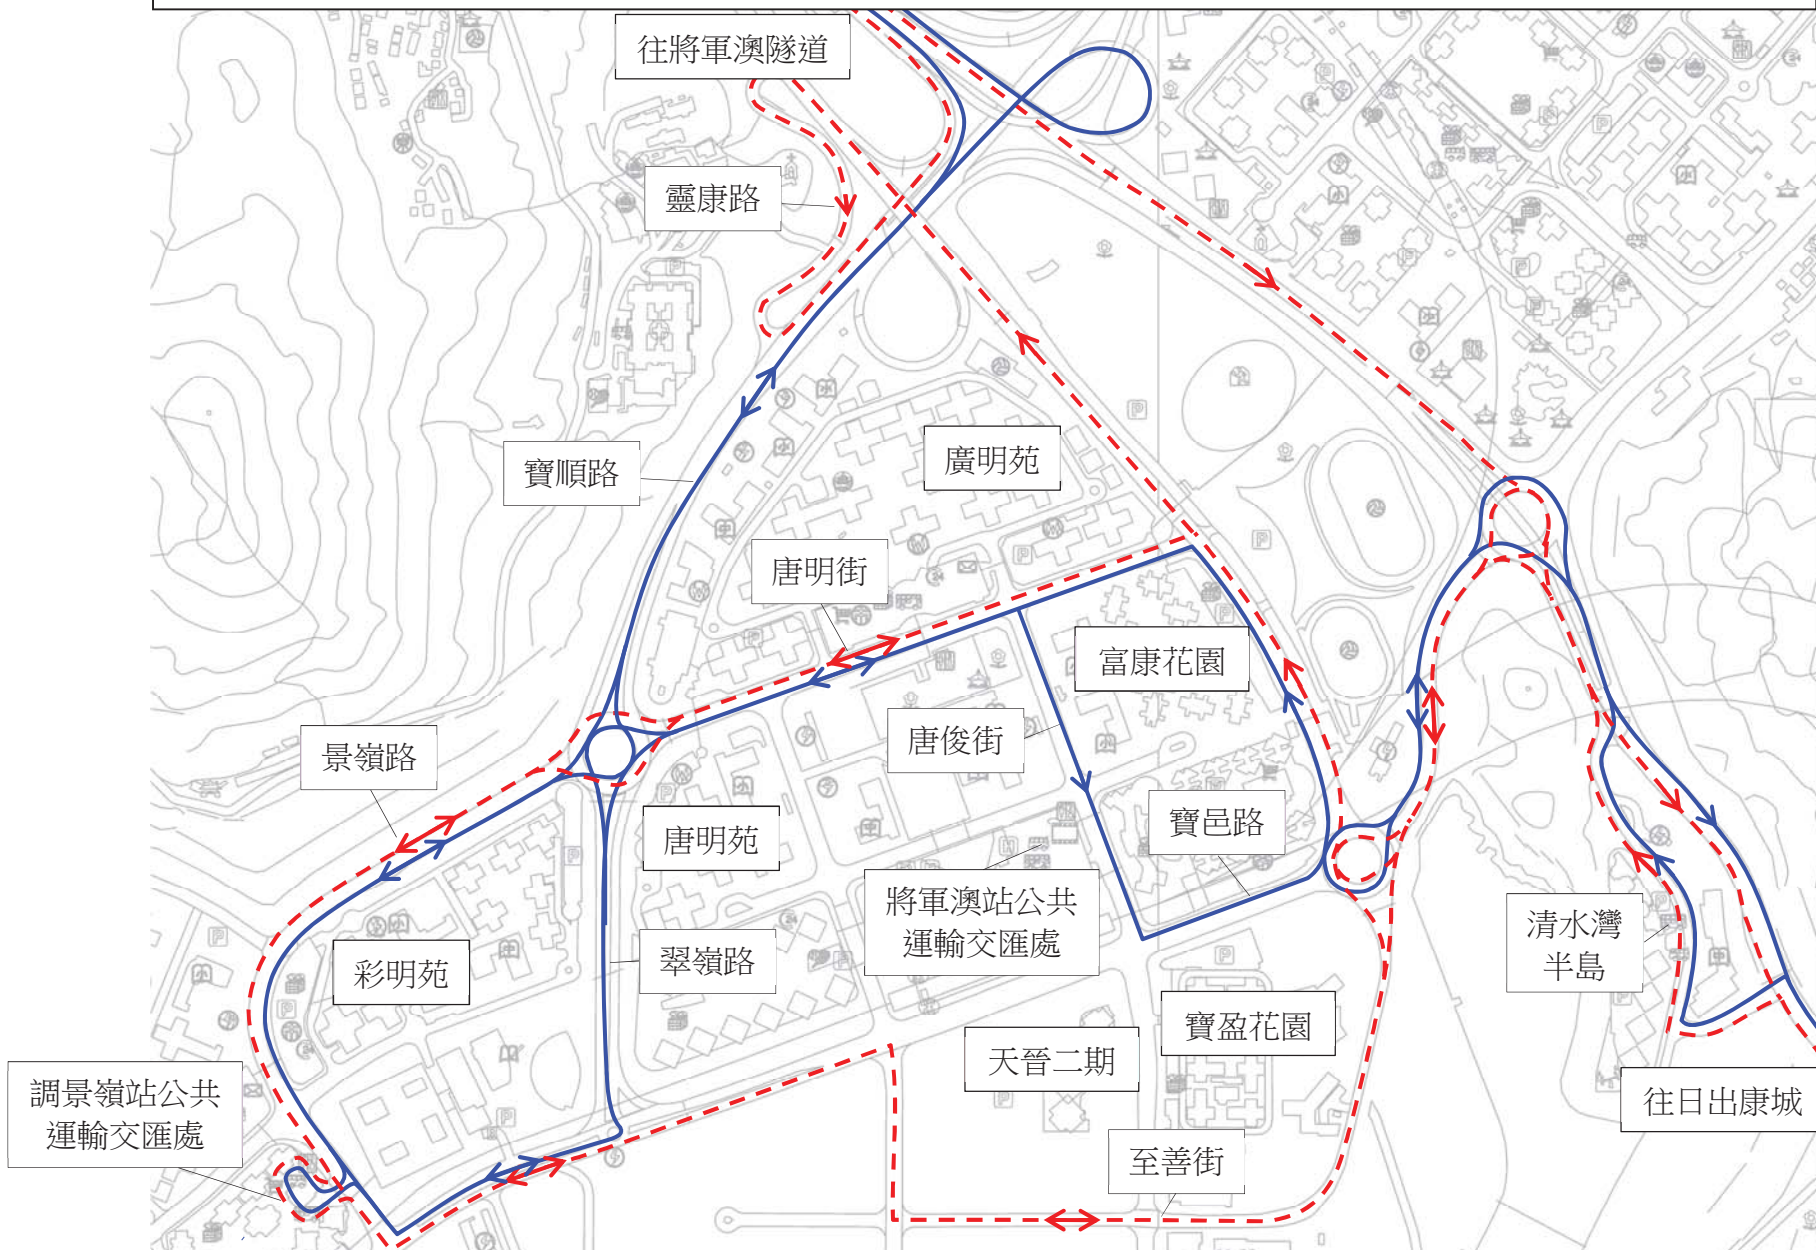 往將軍澳隧道
靈康路
寶順路
廣明苑
唐明街
富康花園
唐俊街
景嶺路
唐明苑
寶邑路
將軍澳站公共
運輸交匯處
清水灣
半島
彩明苑
翠嶺路
寶盈花園
天晉二期
調景嶺站公共
運輸交匯處
往日出康城
至善街